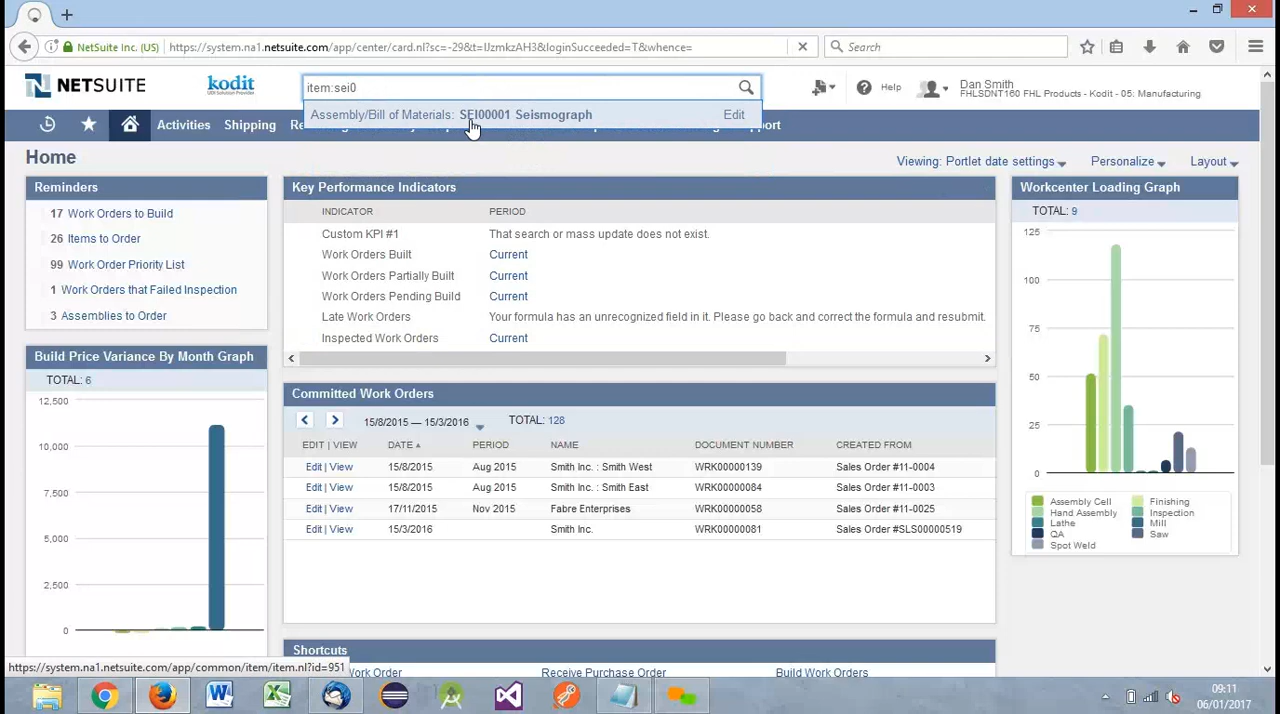 NetSuite Inc. (US)
https://system.na1.netsuite.com/app/center/card.nl?sc=-29&t=IJzmkzAH3&loginSucceeded=T&whence=
Search
NETSUITE
kodit
item:sei0
Help
Dan Smith
FHLSDNT160 FHL Products - Kodit - 05: Manufacturing
Assembly/Bill of Materials: SEI00001 Seismograph Edit
Activities Shipping
Home
Viewing: Portlet date settings Personalize Layout
Reminders
17 Work Orders to Build
26 Items to Order
99 Work Order Priority List
1 Work Orders that Failed Inspection
3 Assemblies to Order
Key Performance Indicators
INDICATOR PERIOD
Custom KPI #1 That search or mass update does not exist.
Work Orders Built Current
Work Orders Partially Built Current
Work Orders Pending Build Current
Late Work Orders Your formula has an unrecognized field in it. Please go back and correct the formula and resubmit.
Inspected Work Orders Current
Workcenter Loading Graph
TOTAL: 9
125
100
75
50
25
0
Assembly Cell Finishing
Hand Assembly Inspection
Lathe Mill
QA Saw
Spot Weld
Build Price Variance By Month Graph
TOTAL: 6
12,500
10,000
7,500
5,000
2,500
0
Committed Work Orders
15/8/2015 — 15/3/2016 TOTAL: 128
EDIT | VIEW DATE PERIOD NAME DOCUMENT NUMBER CREATED FROM
Edit | View 15/8/2015 Aug 2015 Smith Inc. : Smith West WRK00000139 Sales Order #11-0004
Edit | View 15/8/2015 Aug 2015 Smith Inc. : Smith East WRK00000084 Sales Order #11-0003
Edit | View 17/11/2015 Nov 2015 Fabre Enterprises WRK00000058 Sales Order #11-0025
Edit | View 15/3/2016 Smith Inc. WRK00000081 Sales Order #SLS00000519
Shortcuts
Order Receive Purchase Order Build Work Orders
https://system.na1.netsuite.com/app/common/item/item.nl?id=951
09:11
06/01/2017